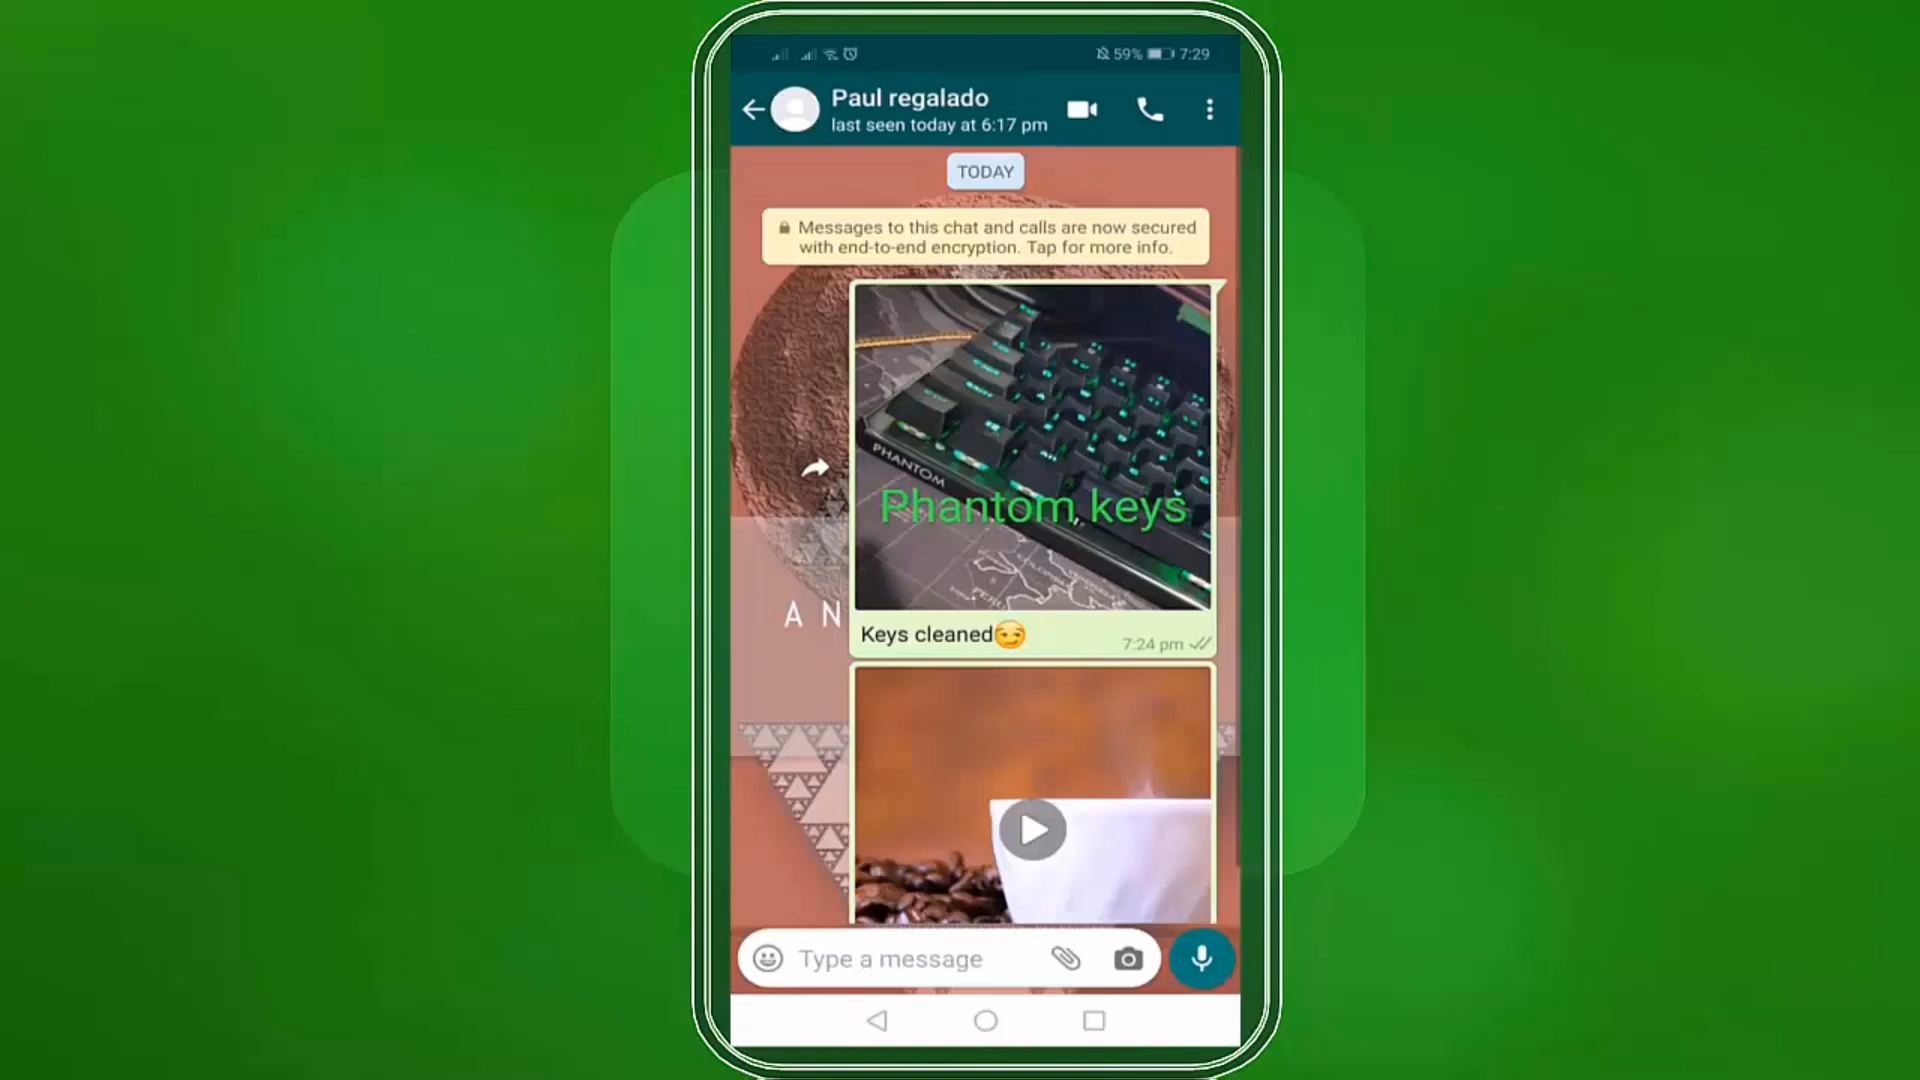 59% 7:29
Paul regalado
last seen today at 6:17 pm
TODAY
Messages to this chat and calls are now secured
with end-to-end encryption. Tap for more info.
PHANTOM
Phantom keys
PERU
COLOMBIA
A N
Keys cleaned😏
7:24 pm
Type a message